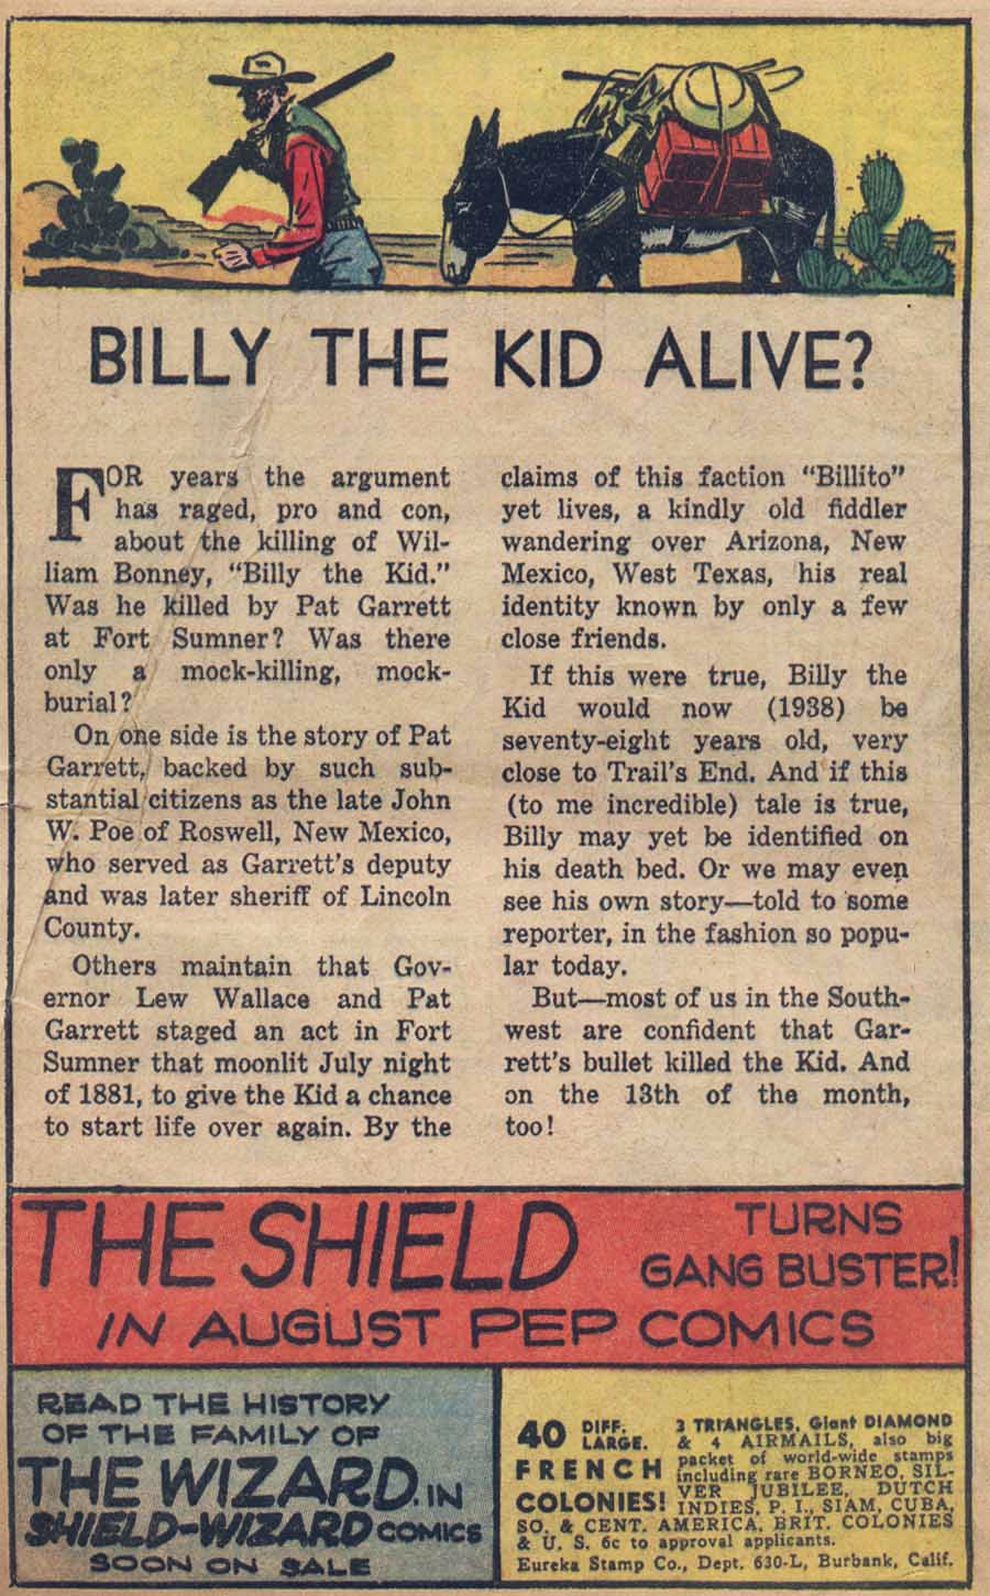 BILLY THE KID ALIVE?
FOR years the argument
has raged, pro and con,
about the killing of Wil-
liam Bonney, "Billy the Kid."
Was he killed by Pat Garrett
at Fort Sumner? Was there
only a mock-killing, mock-
burial?
On one side is the story of Pat
Garrett, backed by such sub-
stantial citizens as the late John
W. Poe of Roswell, New Mexico,
who served as Garrett's deputy
and was later sheriff of Lincoln
County.
Others maintain that Gov-
ernor Lew Wallace and Pat
Garrett staged an act in Fort
Sumner that moonlit July night
of 1881, to give the Kid a chance
to start life over again. By the
claims of this faction "Billito"
yet lives, a kindly old fiddler
wandering over Arizona, New
Mexico, West Texas, his real
identity known by only a few
close friends.
If this were true, Billy the
Kid would now (1938) be
seventy-eight years old, very
close to Trail's End. And if this
(to me incredible) tale is true,
Billy may yet be identified on
his death bed. Or we may even
see his own story—told to some
reporter, in the fashion so popu-
lar today.
But—most of us in the South-
west are confident that Gar-
rett's bullet killed the Kid. And
on the 13th of the month,
too!
THE SHIELD TURNS
GANG BUSTER!
IN AUGUST PEP COMICS
READ THE HISTORY
OF THE FAMILY OF
THE WIZARD. IN
SHIELD-WIZARD COMICS
SOON ON SALE
40 DIFF. LARGE.
FRENCH
COLONIES!
3 TRIANGLES, Giant DIAMOND
& 4 AIRMAILS, also big
packet of world-wide stamps
including rare BORNEO, SIL-
VER JUBILEE, DUTCH
INDIES, P. I., SIAM, CUBA,
SO. & CENT. AMERICA, BRIT. COLONIES
& U. S. 6c to approval applicants.
Eureka Stamp Co., Dept. 630-L, Burbank, Calif.